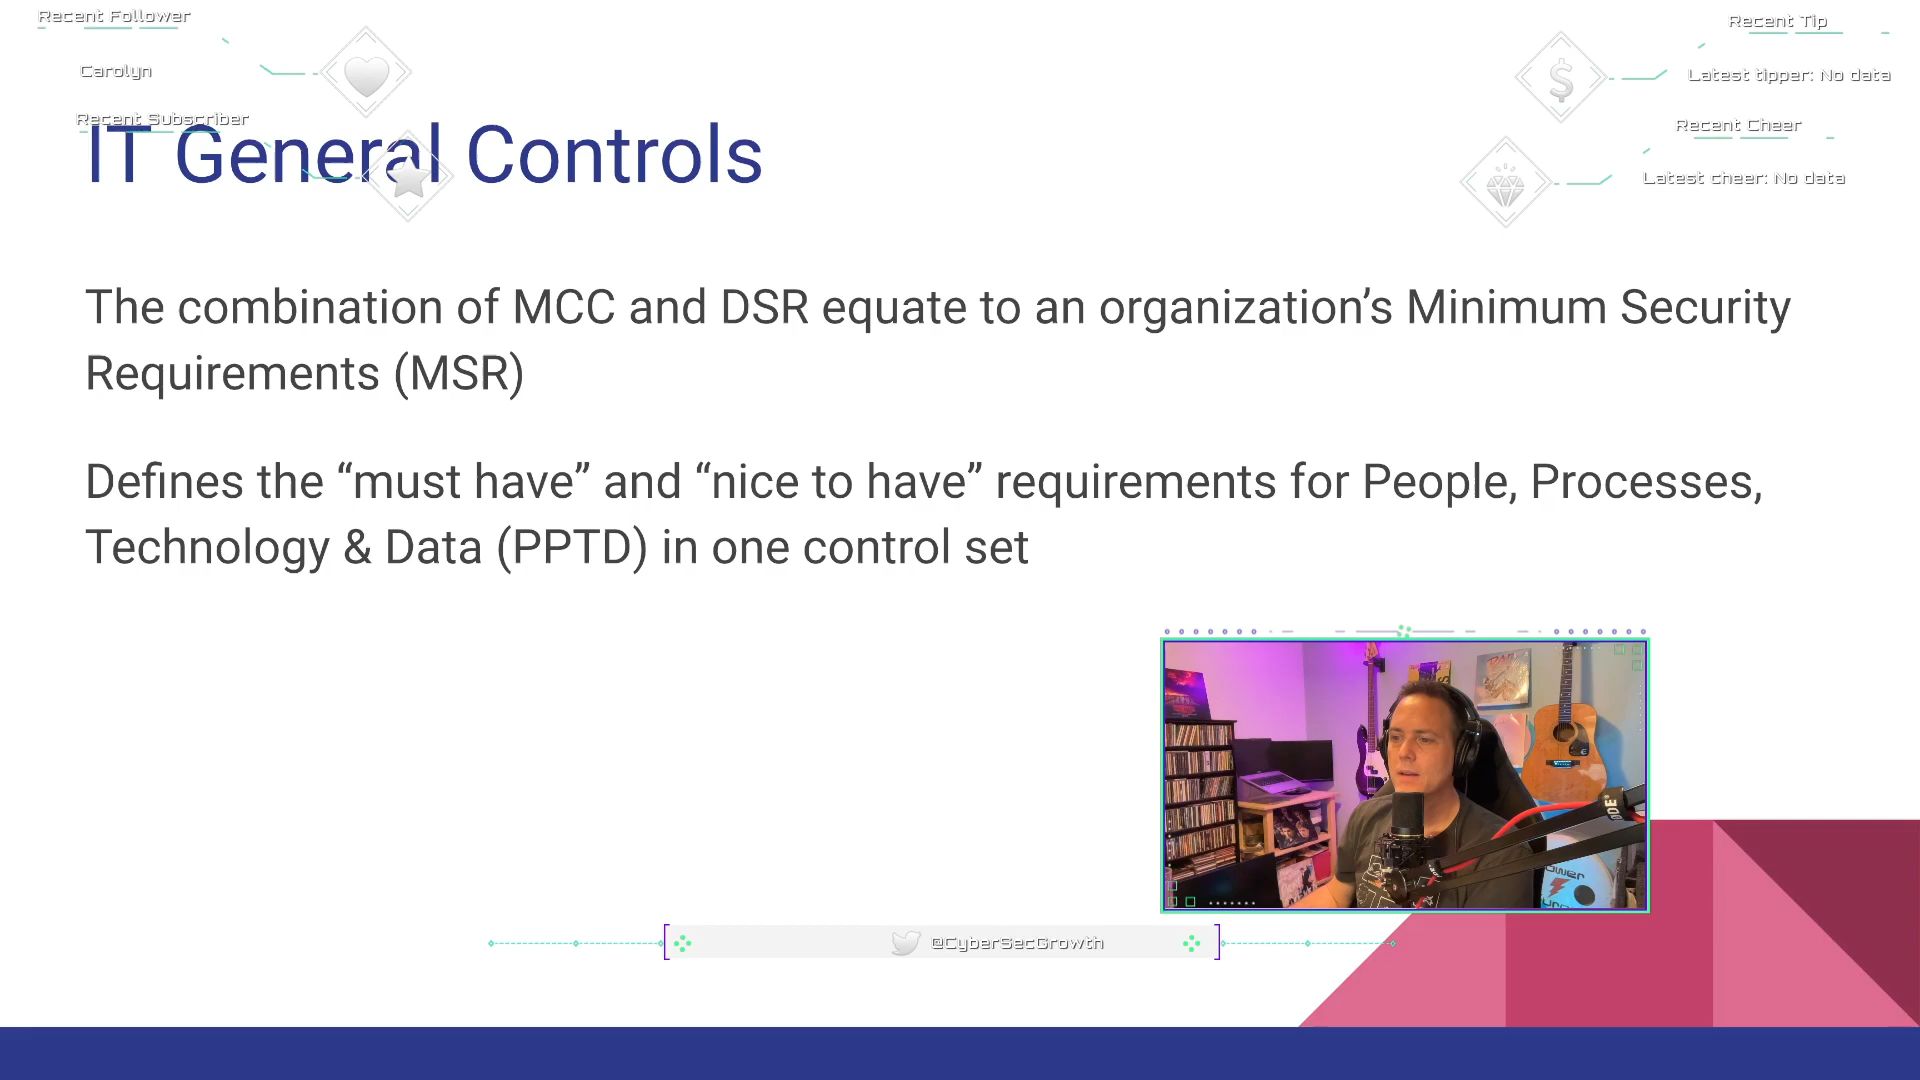 Recent Follower
Carolyn
Recent Subscriber
Recent Tip
Latest tipper: No data
Recent Cheer
Latest cheer: No data
IT General Controls
The combination of MCC and DSR equate to an organization’s Minimum Security
Requirements (MSR)
Defines the “must have” and “nice to have” requirements for People, Processes,
Technology & Data (PPTD) in one control set
@CyberSecGrowth